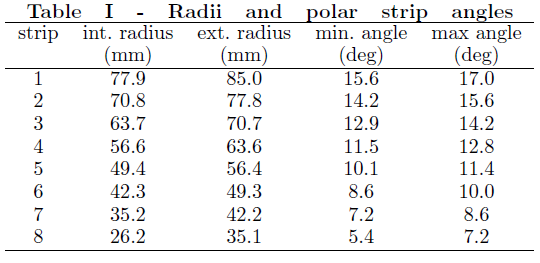 Table I - Radii and polar strip angles
strip int. radius ext. radius min. angle max angle
(mm) (mm) (deg) (deg)
1 77.9 85.0 15.6 17.0
2 70.8 77.8 14.2 15.6
3 63.7 70.7 12.9 14.2
4 56.6 63.6 11.5 12.8
5 49.4 56.4 10.1 11.4
6 42.3 49.3 8.6 10.0
7 35.2 42.2 7.2 8.6
8 26.2 35.1 5.4 7.2